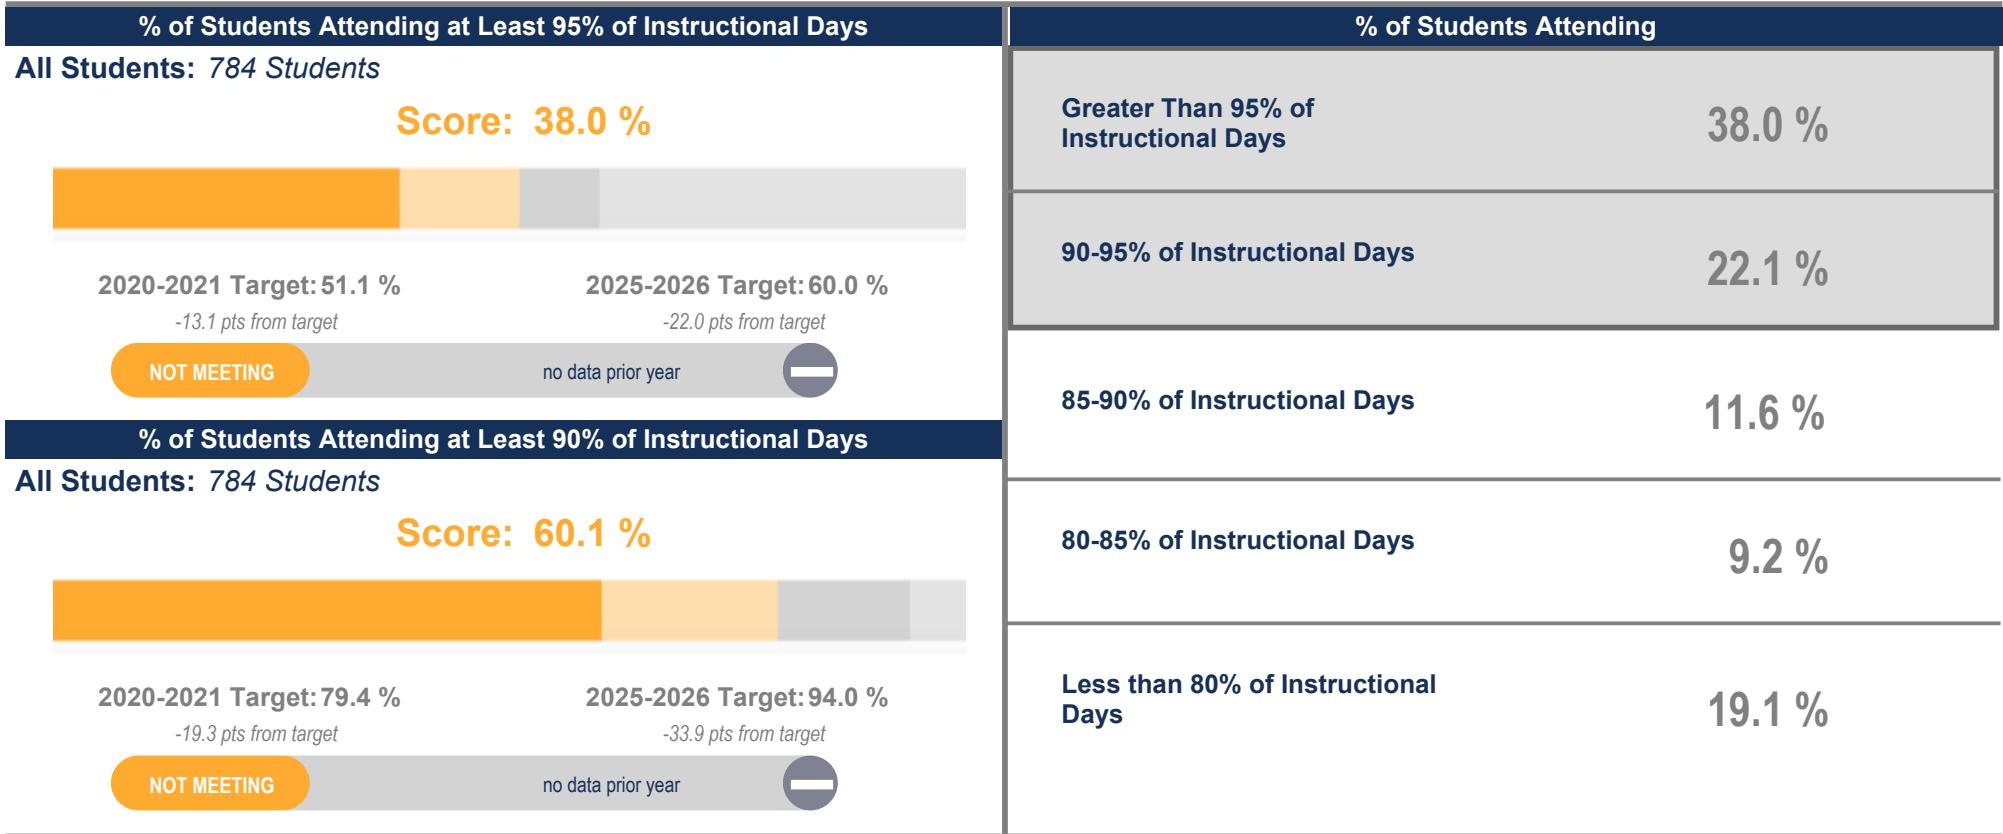 % of Students Attending at Least 95% of Instructional Days
All Students: 784 Students
Score: 38.0 %
2020-2021 Target: 51.1 %
-13.1 pts from target
2025-2026 Target: 60.0 %
-22.0 pts from target
NOT MEETING
no data prior year
% of Students Attending at Least 90% of Instructional Days
All Students: 784 Students
Score: 60.1 %
2020-2021 Target: 79.4 %
-19.3 pts from target
2025-2026 Target: 94.0 %
-33.9 pts from target
NOT MEETING
no data prior year
% of Students Attending
Greater Than 95% of
Instructional Days
38.0 %
90-95% of Instructional Days
22.1 %
85-90% of Instructional Days
11.6 %
80-85% of Instructional Days
9.2 %
Less than 80% of Instructional
Days
19.1 %